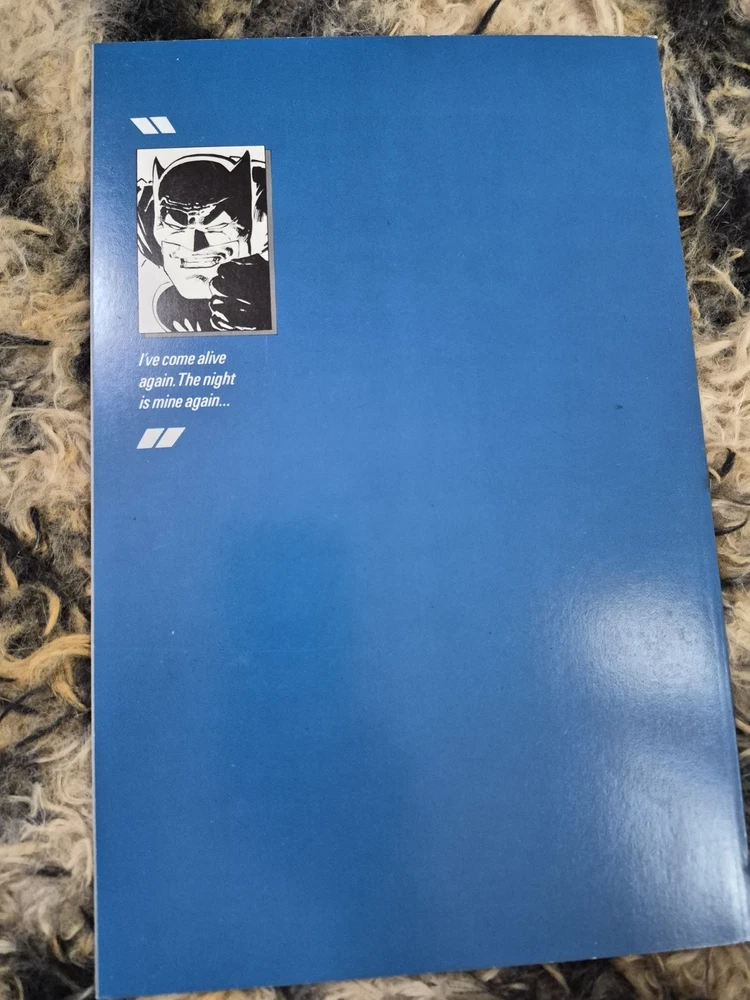 I've come alive
again. The night
is mine again...